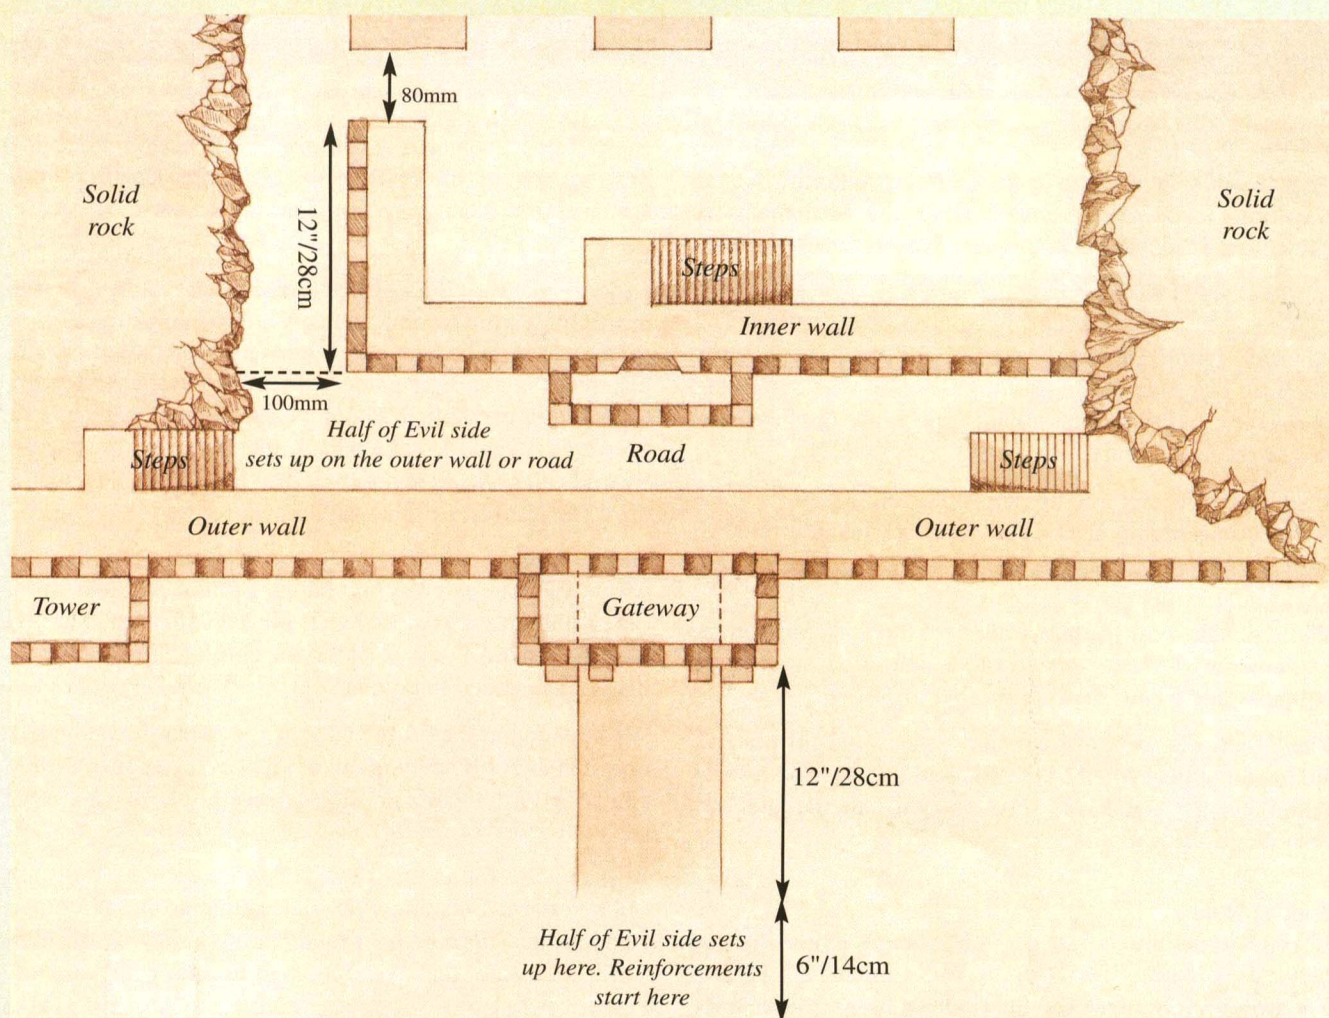 80mm
Solid
rock
12"/28cm
Solid
rock
Steps
Inner wall
100mm
Half of Evil side
sets up on the outer wall or road
Road
Steps
Steps
Outer wall
Outer wall
Tower
Gateway
12"/28cm
Half of Evil side sets
up here. Reinforcements
start here
6"/14cm